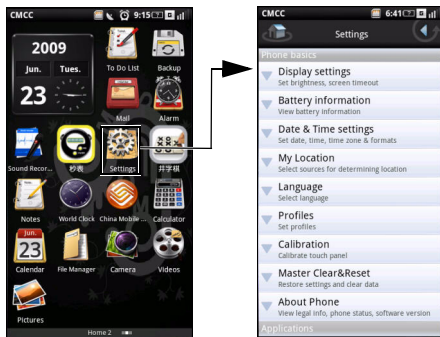 CMCC
9:15
2009
Jun. Tues.
23
To Do List
Backup
Mail
Alarm
Sound Recor...
秒表
Settings
井字棋
Notes
World Clock
China Mobile ...
Calculator
Jun.
23
Calendar
File Manager
Camera
Videos
Pictures
Home 2
CMCC
6:41
Settings
Phone basics
Display settings
Set brightness, screen timeout
Battery information
View battery information
Date & Time settings
Set date, time, time zone & formats
My Location
Select sources for determining location
Language
Select language
Profiles
Set profiles
Calibration
Calibrate touch panel
Master Clear&Reset
Restore settings and clear data
About Phone
View legal info, phone status, software version
Applications